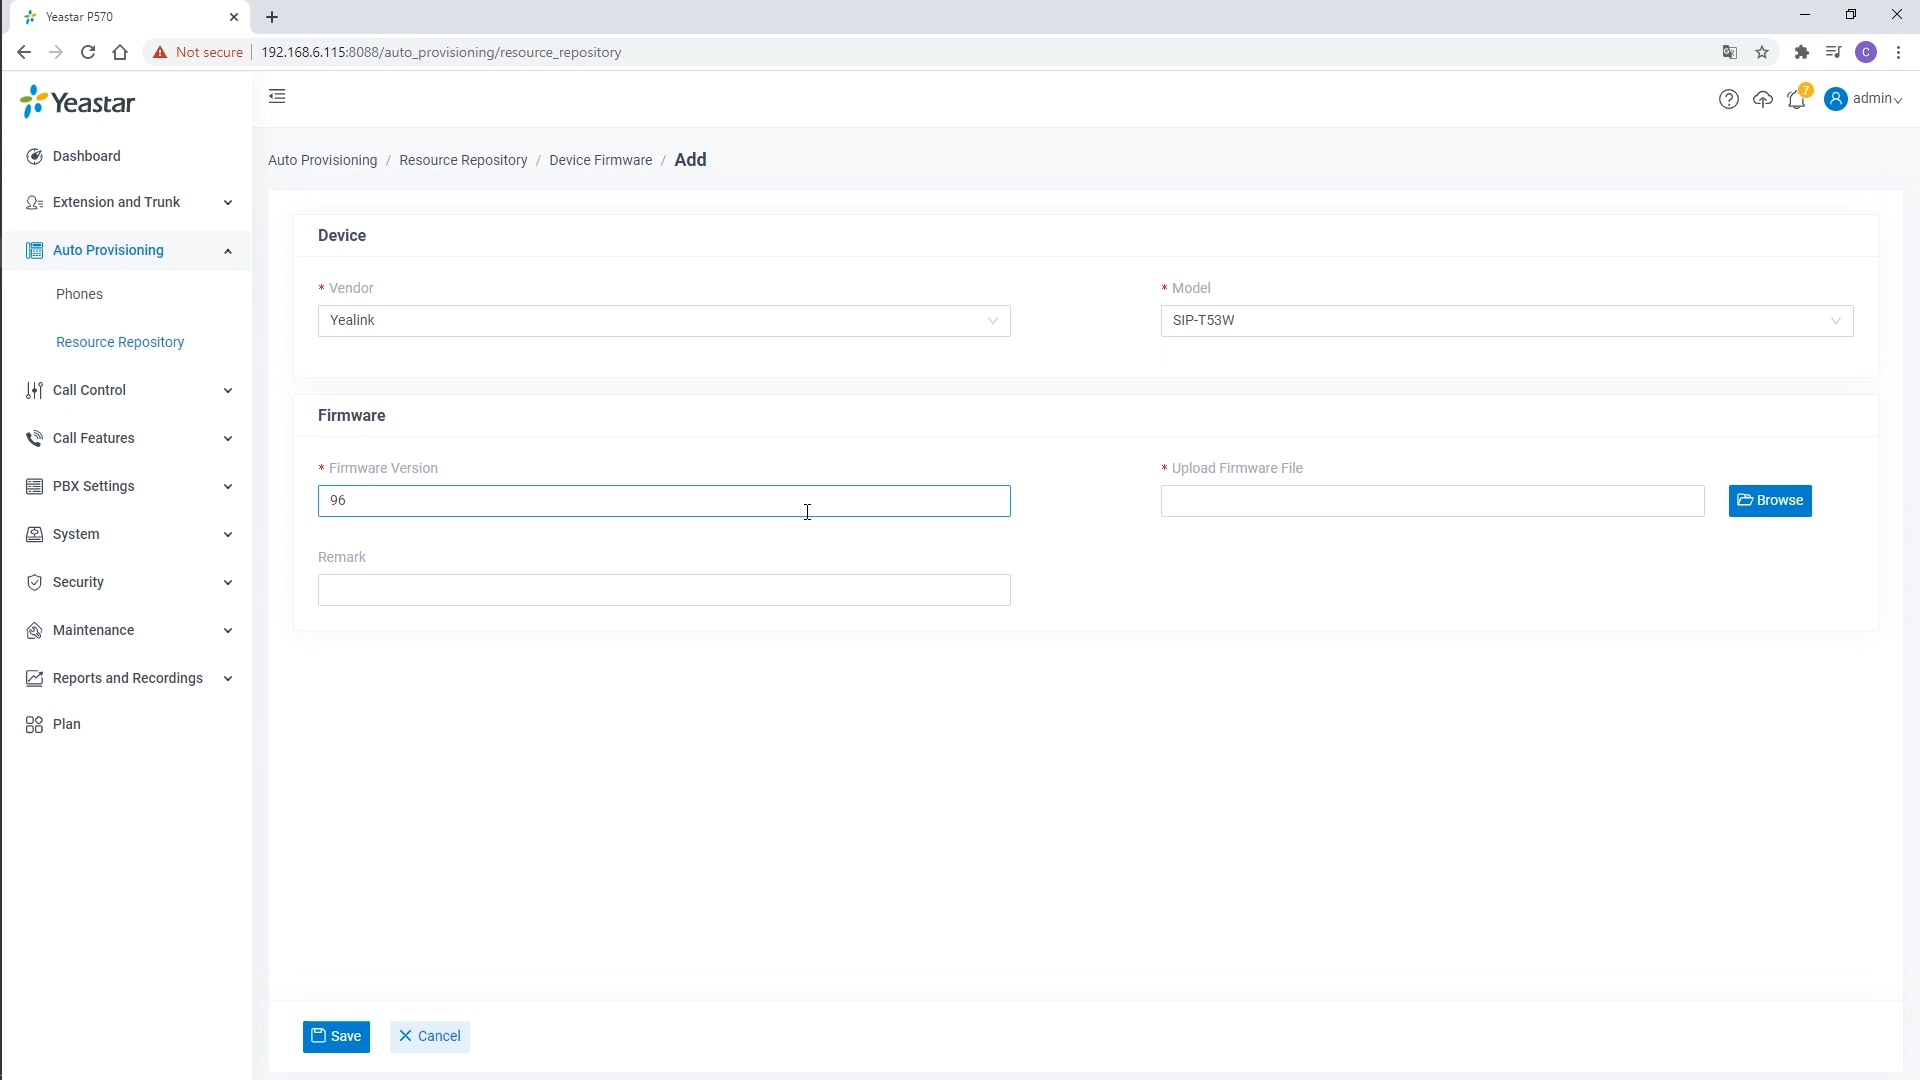 Yeastar P570
Not secure 192.168.6.115:8088/auto_provisioning/resource_repository
C
Yeastar
7
admin
Dashboard
Extension and Trunk
Auto Provisioning
Phones
Resource Repository
Call Control
Call Features
PBX Settings
System
Security
Maintenance
Reports and Recordings
Plan
Auto Provisioning / Resource Repository / Device Firmware / Add
Device
* Vendor
Yealink
* Model
SIP-T53W
Firmware
* Firmware Version
96
* Upload Firmware File
Browse
Remark
Save
Cancel